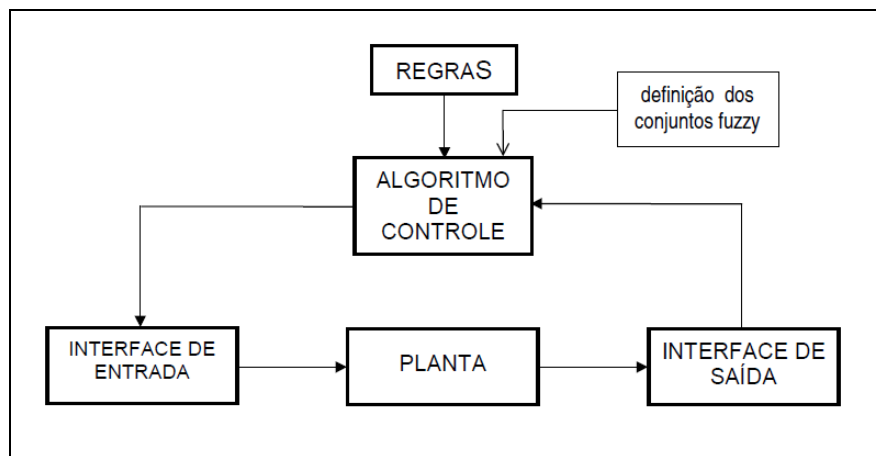 REGRAS
definição dos
conjuntos fuzzy
ALGORITMO
DE
CONTROLE
INTERFACE DE
ENTRADA
PLANTA
INTERFACE DE
SAÍDA